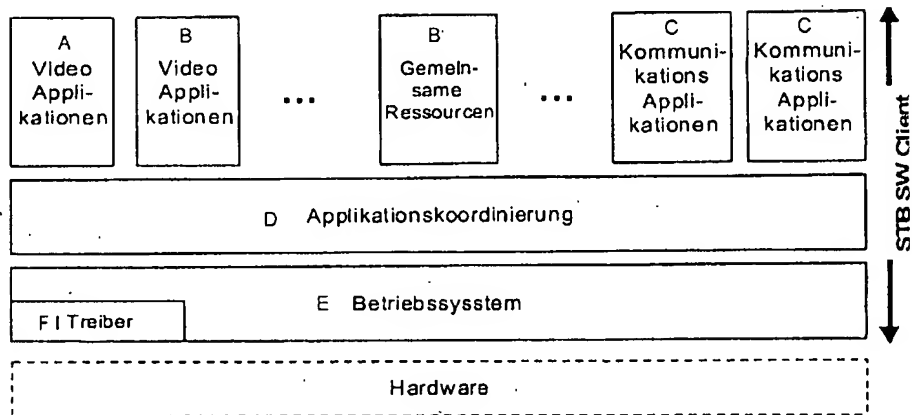 A
Video
Appli-
kationen
B
Video
Appli-
kationen
...
B
Gemein-
same
Ressourcen
...
C
Kommuni-
kations
Appli-
kationen
C
Kommuni-
kations
Appli-
kationen
D Applikationskoordinierung
E Betriebssysstem
F I Treiber
Hardware
STB SW Client